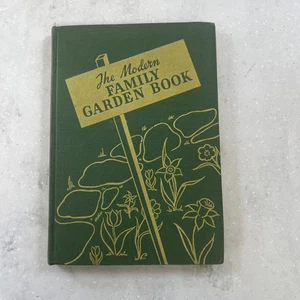 The Modern
FAMILY
GARDEN BOOK